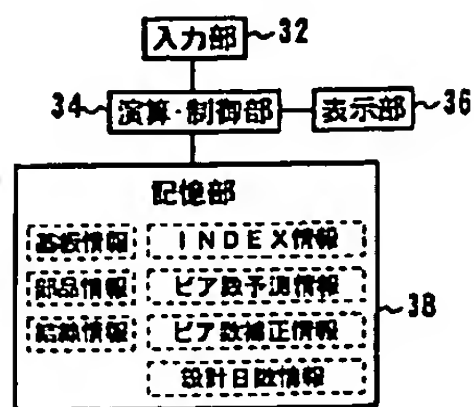 入力部 32
34 演算・制御部 表示部 36
記憶部
基板情報 INDEX情報
部品情報 ビア数予測情報
結線情報 ビア数補正情報
38
設計日数情報